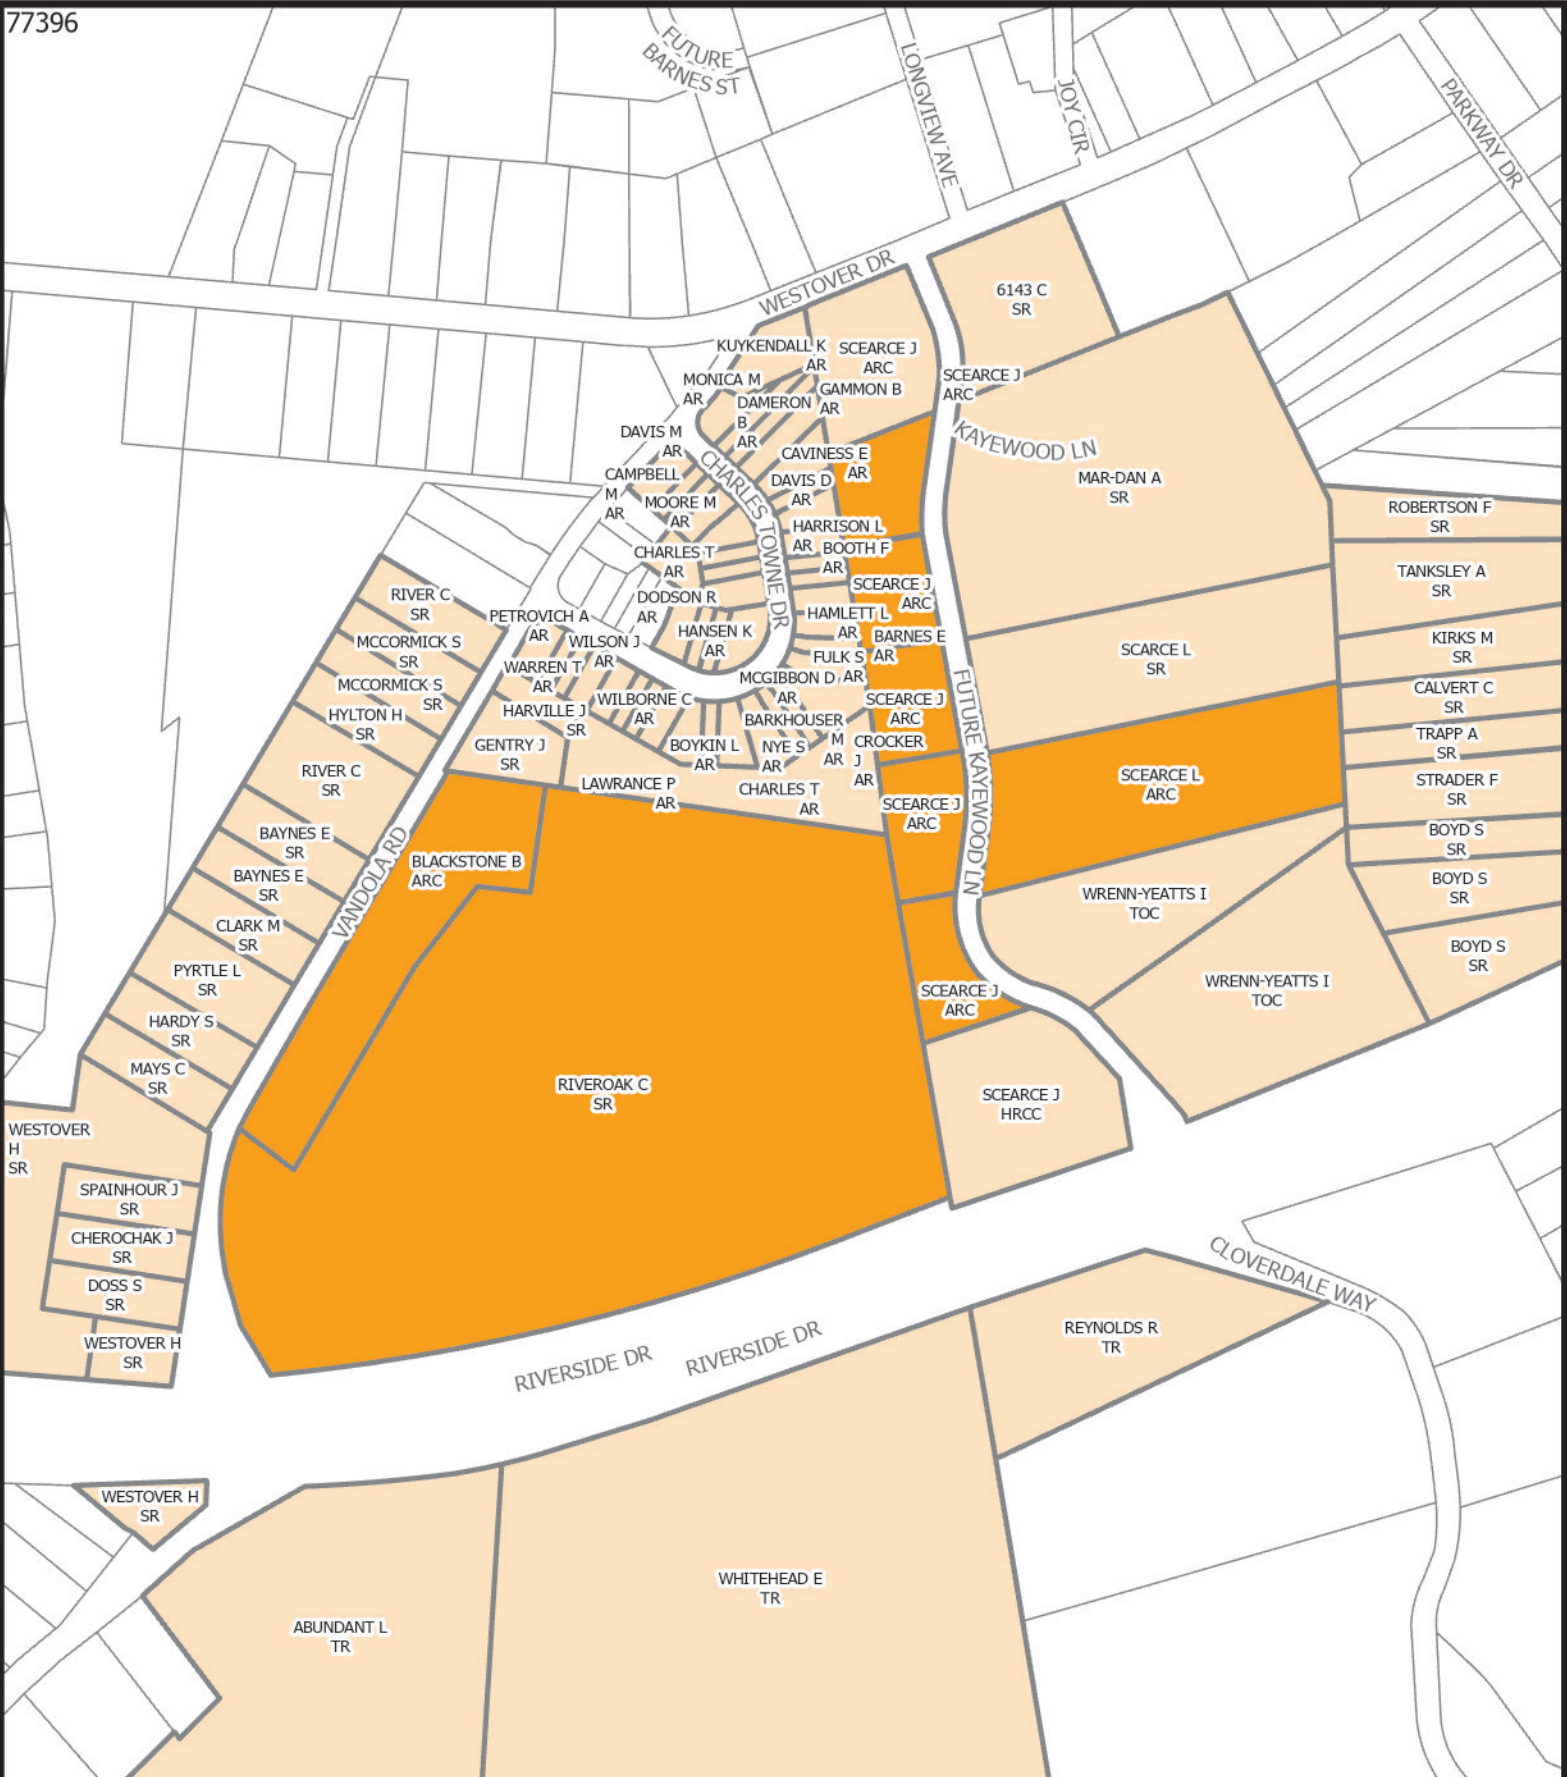 77396
FUTURE
BARNES ST
LONGVIEW AVE
JOY CIR
PARKWAY DR
WESTOVER DR
6143 C
SR
KUYKENDALL K
AR
SCEARCE J
ARC
MONICA M
AR
SCEARCE J
ARC
GAMMON B
AR
DAMERON
B
AR
DAVIS M
AR
KAYEWOOD LN
CAVINESS E
AR
CHARLES TOWNE DR
CAMPBELL
M
AR
DAVIS D
AR
MAR-DAN A
SR
MOORE M
AR
ROBERTSON F
SR
HARRISON L
AR
BOOTH F
AR
CHARLES T
AR
TANKSLEY A
SR
SCEARCE J
ARC
RIVER C
SR
DODSON R
AR
PETROVICH A
AR
HAMLETT L
AR
HANSEN K
AR
BARNES E
AR
WILSON J
AR
MCCORMICK S
SR
KIRKS M
SR
SCARCE L
SR
FULK S
AR
WARREN T
AR
MCGIBBON D
AR
MCCORMICK S
SR
CALVERT C
SR
WILBORNE C
AR
SCEARCE J
ARC
FUTURE KAYEWOOD LN
HARVILLE J
SR
HYLTON H
SR
BARKHOUSER
M
AR
TRAPP A
SR
GENTRY J
SR
BOYKIN L
AR
NYE S
AR
CROCKER
J
AR
RIVER C
SR
SCEARCE L
ARC
STRADER F
SR
LAWRANCE P
AR
CHARLES T
AR
SCEARCE J
ARC
BAYNES E
SR
VANDOLA RD
BOYD S
SR
BLACKSTONE B
ARC
BAYNES E
SR
BOYD S
SR
WRENN-YEATTS I
TOC
CLARK M
SR
BOYD S
SR
PYRTLE L
SR
WRENN-YEATTS I
TOC
SCEARCE J
ARC
HARDY S
SR
MAYS C
SR
RIVEROAK C
SR
SCEARCE J
HRCC
WESTOVER
H
SR
SPAINHOUR J
SR
CHEROCHAK J
SR
CLOVERDALE WAY
DOSS S
SR
WESTOVER H
SR
RIVERSIDE DR
RIVERSIDE DR
REYNOLDS R
TR
WESTOVER H
SR
WHITEHEAD E
TR
ABUNDANT L
TR